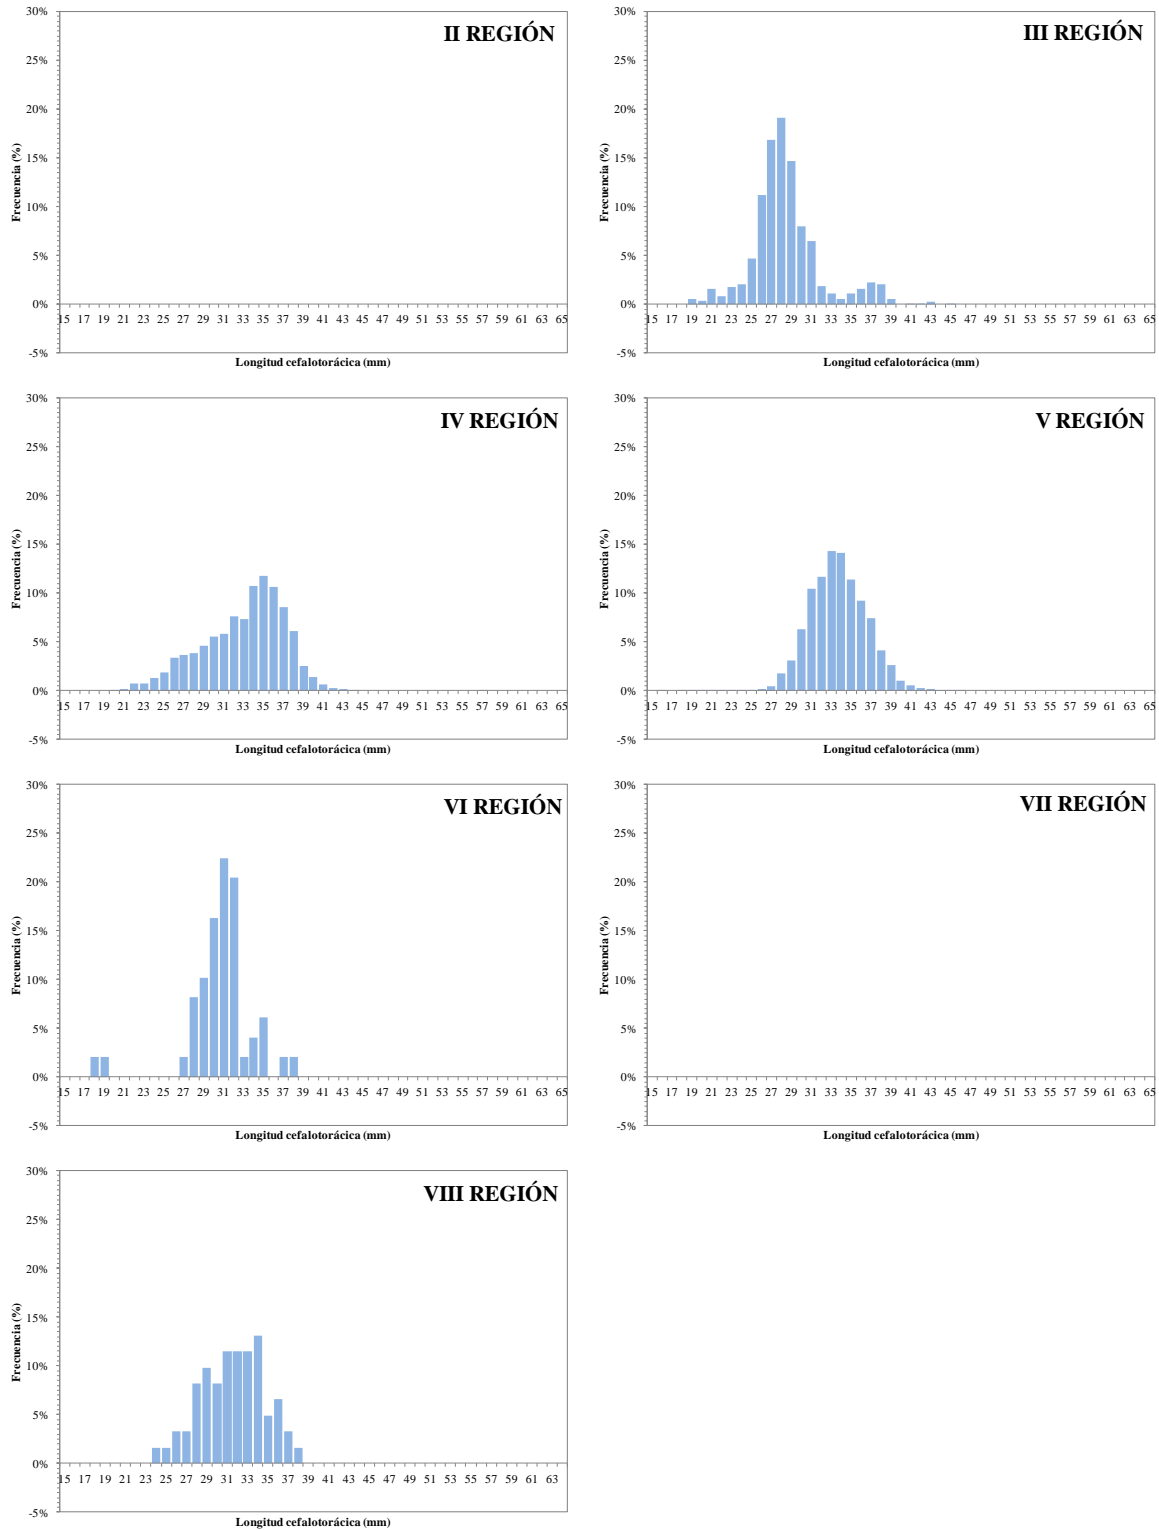 II REGIÓN
30%
25%
20%
15%
10%
5%
0%
-5%
Frecuencia (%)
15 17 19 21 23 25 27 29 31 33 35 37 39 41 43 45 47 49 51 53 55 57 59 61 63 65
Longitud cefalotorácica (mm)
III REGIÓN
30%
25%
20%
15%
10%
5%
0%
-5%
Frecuencia (%)
15 17 19 21 23 25 27 29 31 33 35 37 39 41 43 45 47 49 51 53 55 57 59 61 63 65
Longitud cefalotorácica (mm)
IV REGIÓN
30%
25%
20%
15%
10%
5%
0%
-5%
Frecuencia (%)
15 17 19 21 23 25 27 29 31 33 35 37 39 41 43 45 47 49 51 53 55 57 59 61 63 65
Longitud cefalotorácica (mm)
V REGIÓN
30%
25%
20%
15%
10%
5%
0%
-5%
Frecuencia (%)
15 17 19 21 23 25 27 29 31 33 35 37 39 41 43 45 47 49 51 53 55 57 59 61 63 65
Longitud cefalotorácica (mm)
VI REGIÓN
30%
25%
20%
15%
10%
5%
0%
-5%
Frecuencia (%)
15 17 19 21 23 25 27 29 31 33 35 37 39 41 43 45 47 49 51 53 55 57 59 61 63 65
Longitud cefalotorácica (mm)
VII REGIÓN
30%
25%
20%
15%
10%
5%
0%
-5%
Frecuencia (%)
15 17 19 21 23 25 27 29 31 33 35 37 39 41 43 45 47 49 51 53 55 57 59 61 63 65
Longitud cefalotorácica (mm)
VIII REGIÓN
30%
25%
20%
15%
10%
5%
0%
-5%
Frecuencia (%)
15 17 19 21 23 25 27 29 31 33 35 37 39 41 43 45 47 49 51 53 55 57 59 61 63
Longitud cefalotorácica (mm)